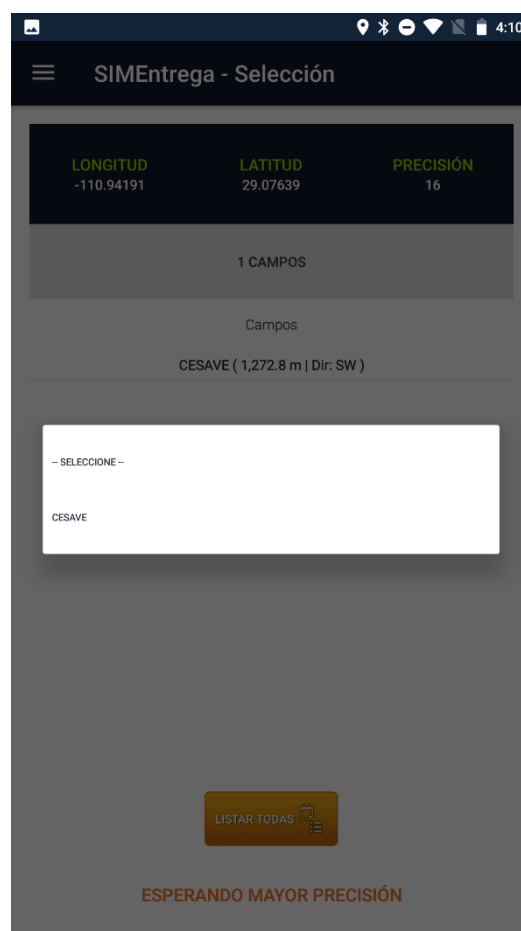 4:10
SIMEntrega - Selección
LONGITUD LATITUD PRECISIÓN
-110.94191 29.07639 16
1 CAMPOS
Campos
CESAVE ( 1,272.8 m | Dir: SW )
-- SELECCIONE --
CESAVE
LISTAR TODAS
ESPERANDO MAYOR PRECISIÓN